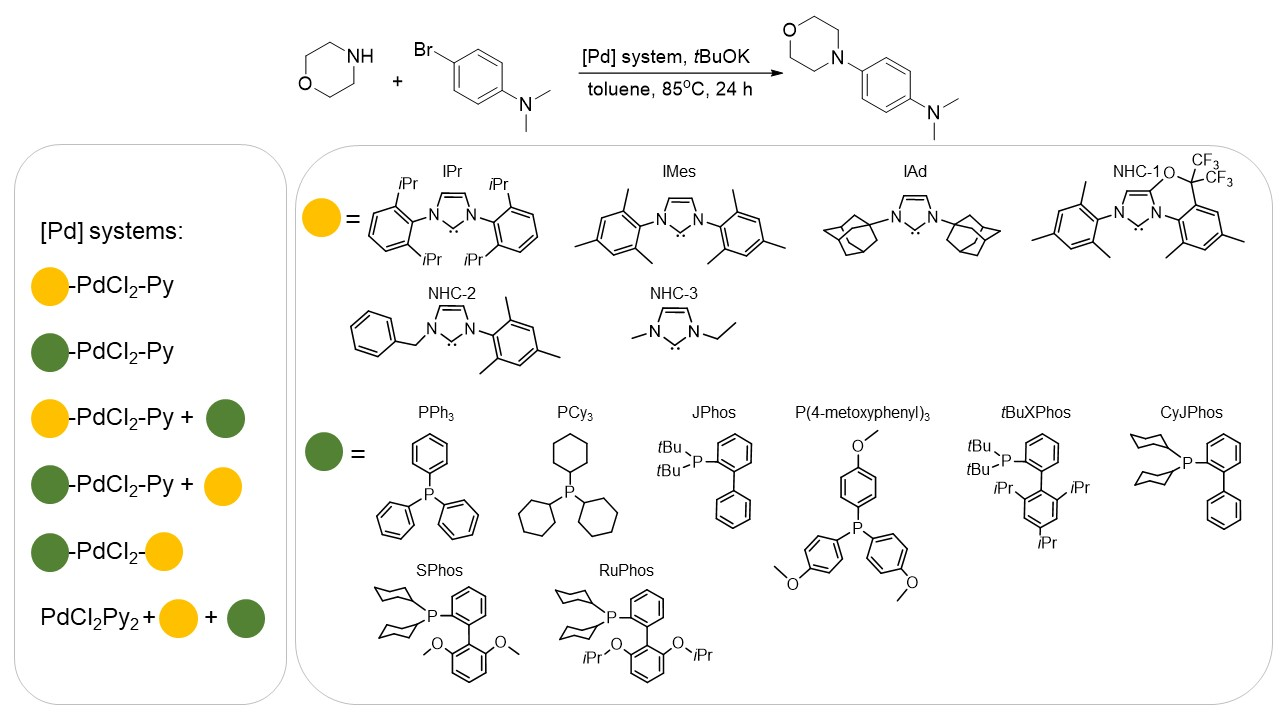 O
NH
+
Br
N
[Pd] system, tBuOK
toluene, 85°C, 24 h
O
N
N
[Pd] systems:
-PdCl₂-Py
-PdCl₂-Py
-PdCl₂-Py +
-PdCl₂-Py +
-PdCl₂-
PdCl₂Py₂ + +
=
IPr
iPr
iPr
N
N
iPr
iPr
IMes
N
N
IAd
N
N
NHC-1
O
CF₃
CF₃
N
N
NHC-2
N
N
NHC-3
N
N
=
PPh₃
P
PCy₃
P
JPhos
tBu
tBu
P
P(4-metoxyphenyl)₃
O
P
O
O
tBuXPhos
tBu
tBu
P
iPr
iPr
iPr
CyJPhos
P
SPhos
P
O
O
RuPhos
P
O
O
iPr
iPr